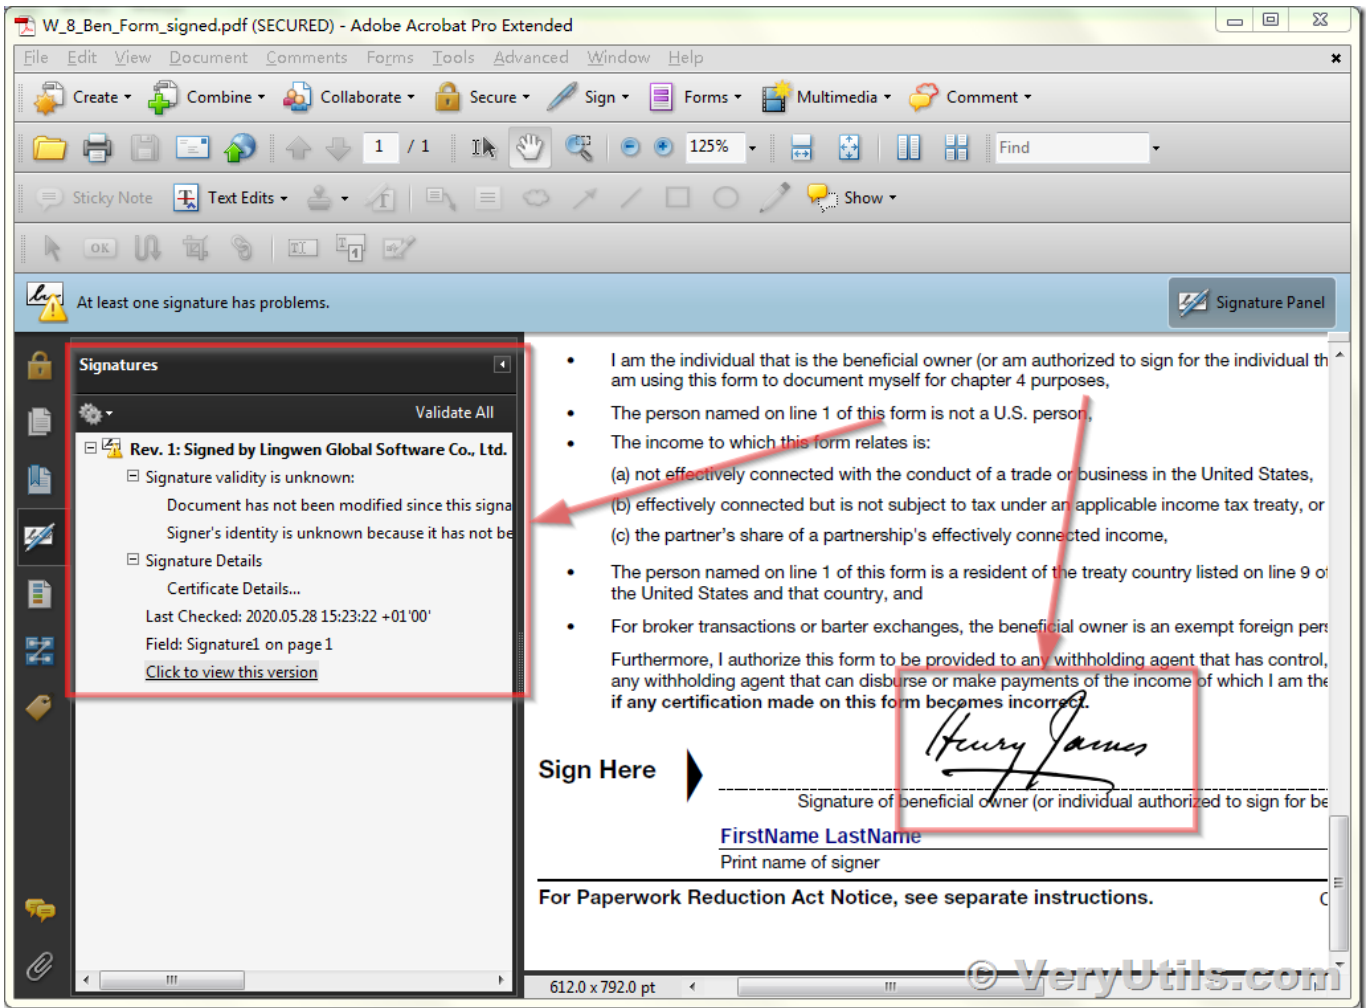 W_8_Ben_Form_signed.pdf (SECURED) - Adobe Acrobat Pro Extended
File Edit View Document Comments Forms Tools Advanced Window Help
Create Combine Collaborate Secure Sign Forms Multimedia Comment
1 / 1 125% Find
Sticky Note Text Edits Show
OK
At least one signature has problems.
Signature Panel
Signatures
Validate All
Rev. 1: Signed by Lingwen Global Software Co., Ltd.
Signature validity is unknown:
Document has not been modified since this signa
Signer's identity is unknown because it has not be
Signature Details
Certificate Details...
Last Checked: 2020.05.28 15:23:22 +01'00'
Field: Signature1 on page 1
Click to view this version
• I am the individual that is the beneficial owner (or am authorized to sign for the individual th
am using this form to document myself for chapter 4 purposes,
• The person named on line 1 of this form is not a U.S. person,
• The income to which this form relates is:
(a) not effectively connected with the conduct of a trade or business in the United States,
(b) effectively connected but is not subject to tax under an applicable income tax treaty, or
(c) the partner's share of a partnership's effectively connected income,
• The person named on line 1 of this form is a resident of the treaty country listed on line 9 of
the United States and that country, and
• For broker transactions or barter exchanges, the beneficial owner is an exempt foreign pers
Furthermore, I authorize this form to be provided to any withholding agent that has control,
any withholding agent that can disburse or make payments of the income of which I am the
if any certification made on this form becomes incorrect.
Henry James
Sign Here
Signature of beneficial owner (or individual authorized to sign for be
FirstName LastName
Print name of signer
For Paperwork Reduction Act Notice, see separate instructions.
© VeryUtils.com
612.0 x 792.0 pt